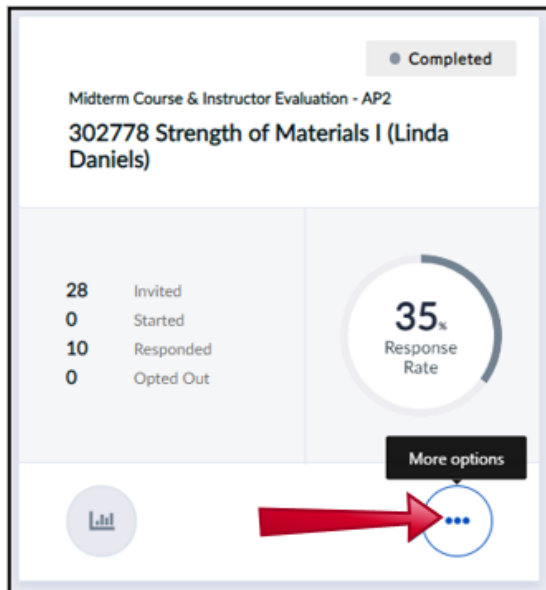 Completed
Midterm Course & Instructor Evaluation - AP2
302778 Strength of Materials I (Linda
Daniels)
28 Invited
0 Started
10 Responded
0 Opted Out
35%
Response
Rate
More options